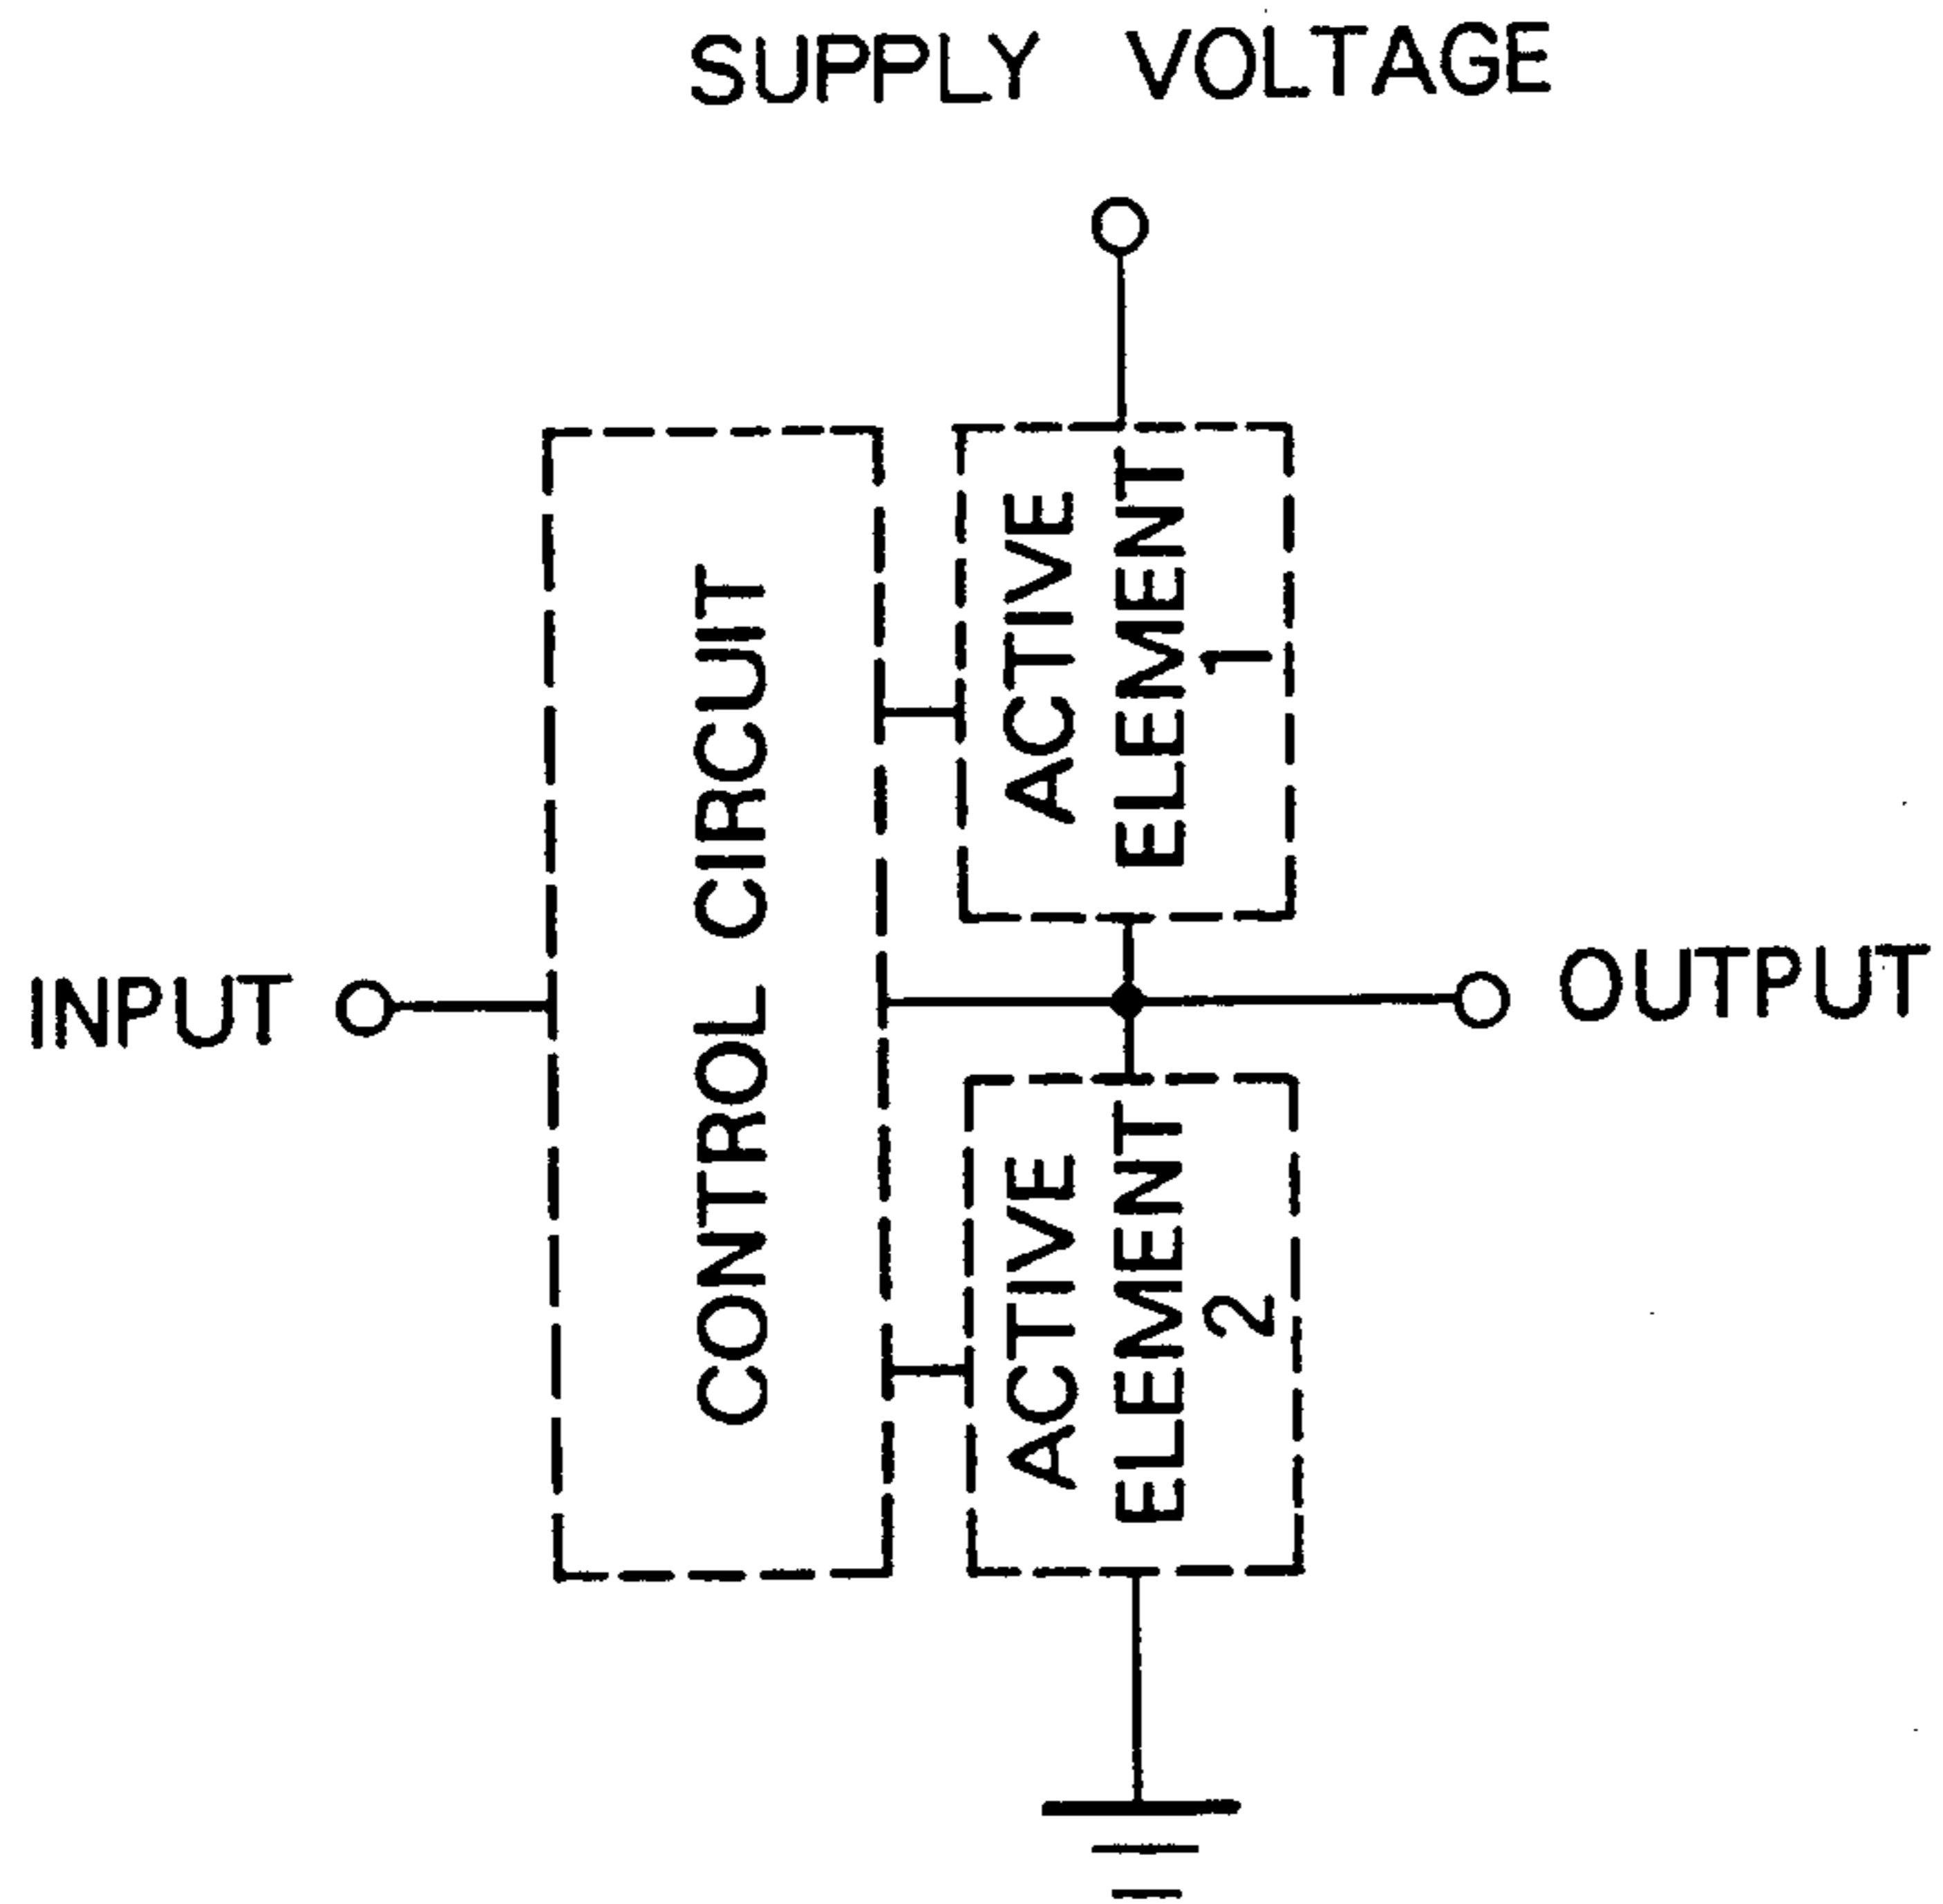 SUPPLY VOLTAGE
INPUT
CONTROL CIRCUIT
ACTIVE
ELEMENT
1
OUTPUT
ACTIVE
ELEMENT
2